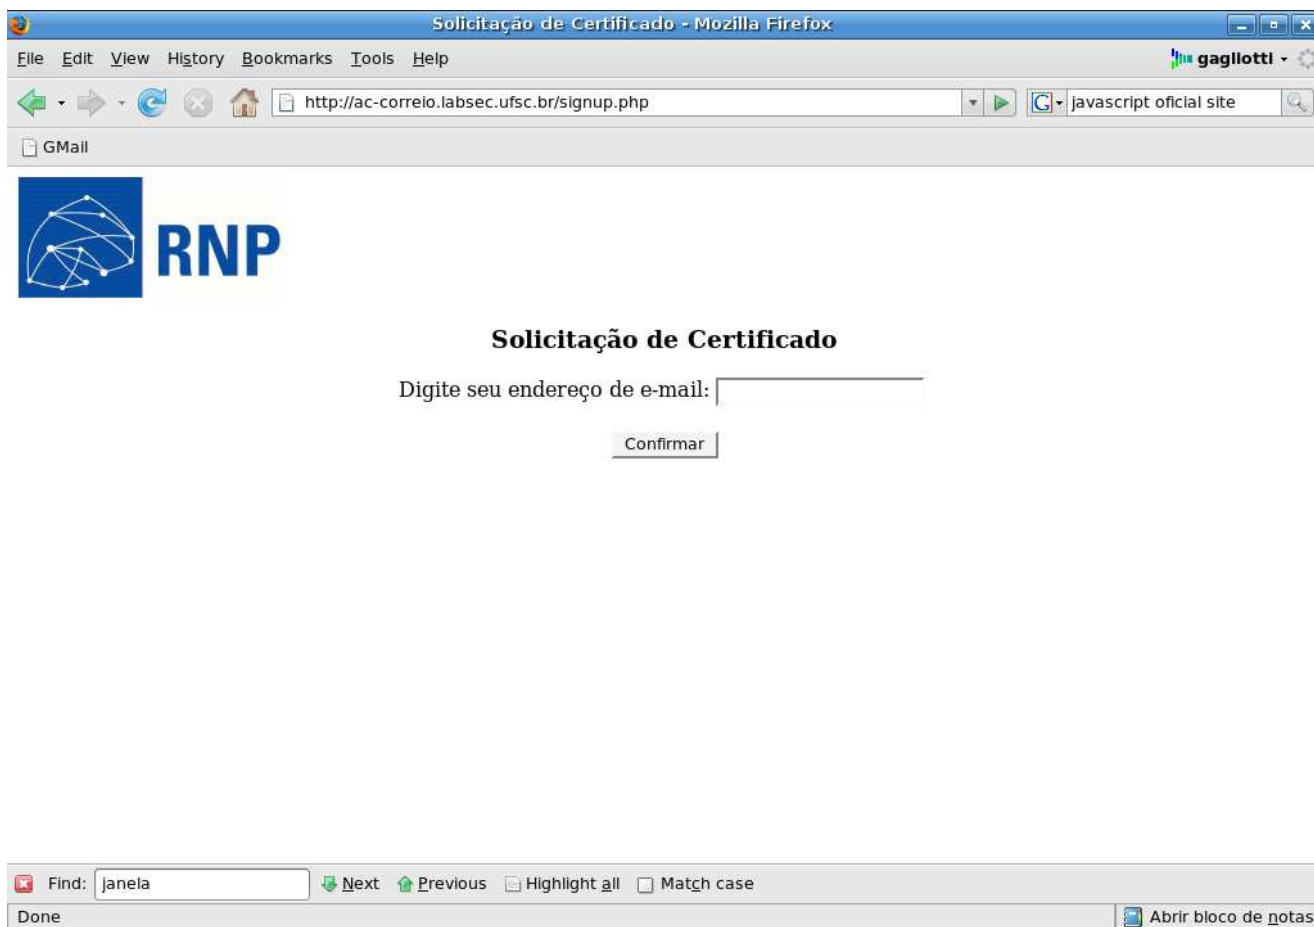 Solicitação de Certificado - Mozilla Firefox
File Edit View History Bookmarks Tools Help gagliotti
http://ac-correio.labsec.ufsc.br/signup.php G javascript oficial site
GMail
RNP
Solicitação de Certificado
Digite seu endereço de e-mail:
Confirmar
Find: janela Next Previous Highlight all Match case
Done Abrir bloco de notas